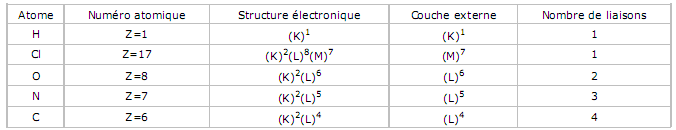 Atome Numéro atomique Structure électronique Couche externe Nombre de liaisons
H Z=1 (K)¹ (K)¹ 1
Cl Z=17 (K)²(L)⁸(M)⁷ (M)⁷ 1
O Z=8 (K)²(L)⁶ (L)⁶ 2
N Z=7 (K)²(L)⁵ (L)⁵ 3
C Z=6 (K)²(L)⁴ (L)⁴ 4